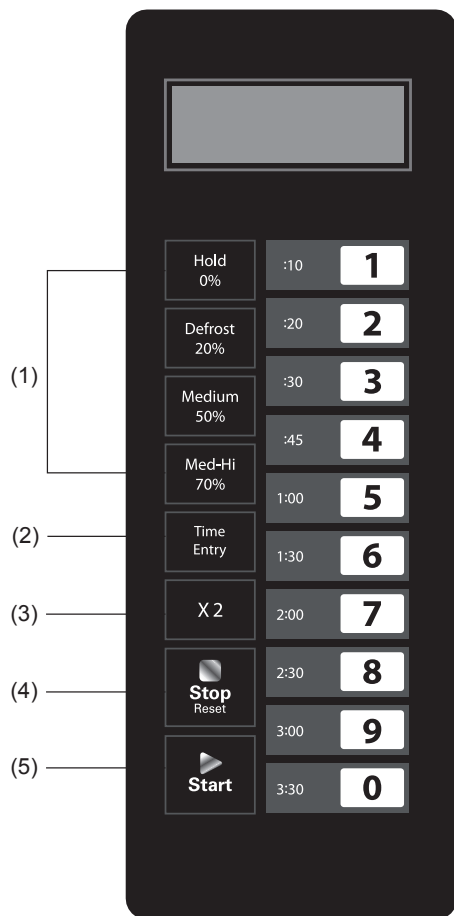 Hold
0%
Defrost
20%
Medium
50%
Med-Hi
70%
Time
Entry
X 2
Stop
Reset
Start
:10 1
:20 2
:30 3
:45 4
1:00 5
1:30 6
2:00 7
2:30 8
3:00 9
3:30 0
(1)
(2)
(3)
(4)
(5)